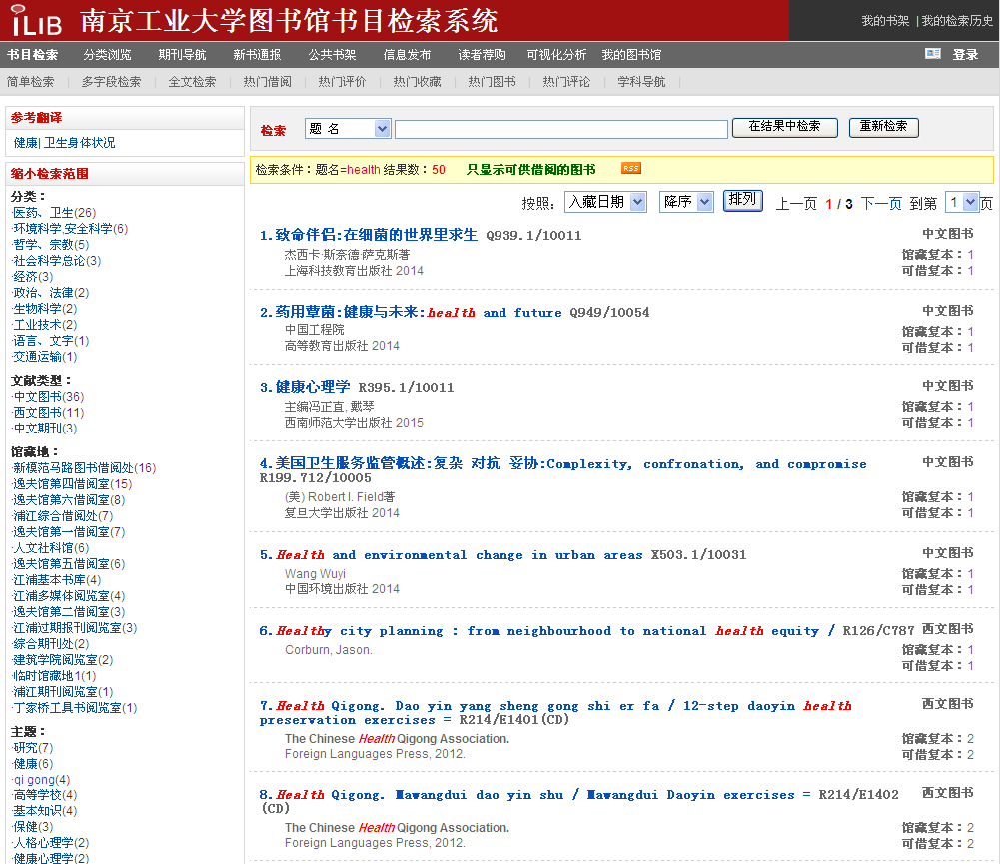 iLIB 南京工业大学图书馆书目检索系统
我的书架 |我的检索历史
书目检索 分类浏览 期刊导航 新书通报 公共书架 信息发布 读者荐购 可视化分析 我的图书馆 登录
简单检索 多字段检索 全文检索 热门借阅 热门评价 热门收藏 热门图书 热门评论 学科导航
参考翻译
健康| 卫生身体状况
缩小检索范围
分类：
·医药、卫生(26)
·环境科学,安全科学(6)
·哲学、宗教(5)
·社会科学总论(3)
·经济(3)
·政治、法律(2)
·生物科学(2)
·工业技术(2)
·语言、文字(1)
·交通运输(1)
文献类型：
·中文图书(36)
·西文图书(11)
·中文期刊(3)
馆藏地：
·新模范马路图书借阅处(16)
·逸夫馆第四借阅室(15)
·逸夫馆第六借阅室(8)
·浦江综合借阅处(7)
·逸夫馆第一借阅室(7)
·人文社科馆(6)
·逸夫馆第五借阅室(6)
·江浦基本书库(4)
·江浦多媒体阅览室(4)
·逸夫馆第二借阅室(3)
·江浦过期报刊阅览室(3)
·综合期刊处(2)
·建筑学院阅览室(2)
·临时馆藏地1(1)
·浦江期刊阅览室(1)
·丁家桥工具书阅览室(1)
主题：
·研究(7)
·健康(6)
·qi gong(4)
·高等学校(4)
·基本知识(4)
·保健(3)
·人格心理学(2)
·健康心理学(2)
检索 题 名 在结果中检索 重新检索
检索条件：题名=health 结果数：50 只显示可供借阅的图书 RSS
按照： 入藏日期 降序 排列 上一页 1 / 3 下一页 到第 1 页
1.致命伴侣:在细菌的世界里求生 Q939.1/10011 中文图书
杰西卡·斯奈德·萨克斯著 馆藏复本：1
上海科技教育出版社 2014 可借复本：1
2.药用蕈菌:健康与未来:health and future Q949/10054 中文图书
中国工程院 馆藏复本：1
高等教育出版社 2014 可借复本：1
3.健康心理学 R395.1/10011 中文图书
主编冯正直, 戴琴 馆藏复本：1
西南师范大学出版社 2015 可借复本：1
4.美国卫生服务监管概述:复杂 对抗 妥协:Complexity, confronation, and compromise 中文图书
R199.712/10005
(美) Robert I. Field著 馆藏复本：1
复旦大学出版社 2014 可借复本：1
5.Health and environmental change in urban areas X503.1/10031 中文图书
Wang Wuyi 馆藏复本：1
中国环境出版社 2014 可借复本：1
6.Healthy city planning : from neighbourhood to national health equity / R126/C787 西文图书
Corburn, Jason. 馆藏复本：1
可借复本：1
7.Health Qigong. Dao yin yang sheng gong shi er fa / 12-step daoyin health 西文图书
preservation exercises = R214/E1401(CD)
The Chinese Health Qigong Association. 馆藏复本：2
Foreign Languages Press, 2012. 可借复本：2
8.Health Qigong. Mawangdui dao yin shu / Mawangdui Daoyin exercises = R214/E1402 西文图书
(CD)
The Chinese Health Qigong Association. 馆藏复本：2
Foreign Languages Press, 2012. 可借复本：2